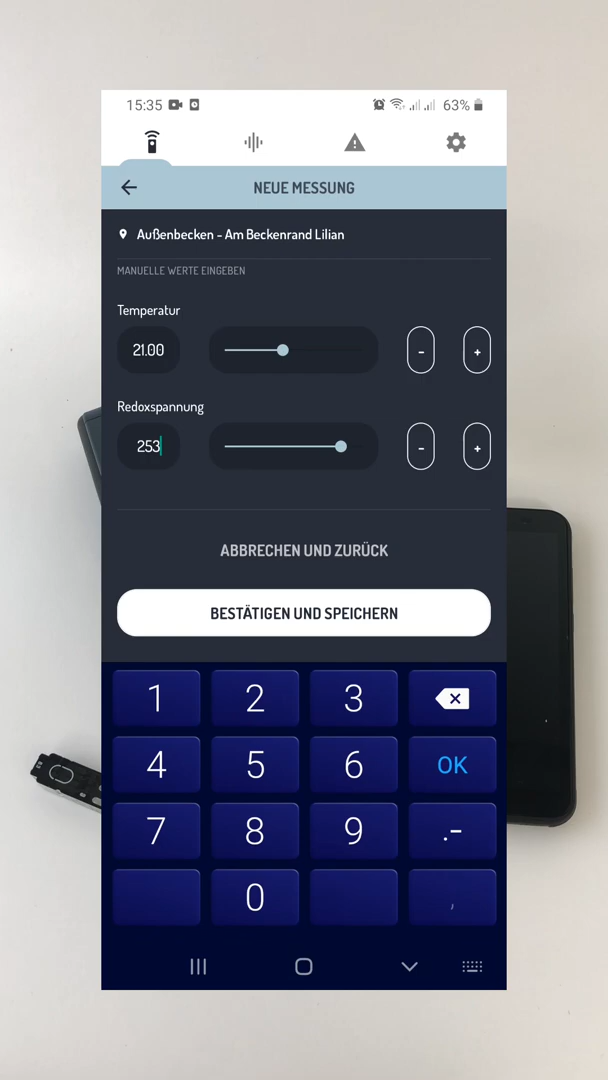 15:35 63%
NEUE MESSUNG
Außenbecken - Am Beckenrand Lilian
MANUELLE WERTE EINGEBEN
Temperatur
21.00 - +
Redoxspannung
253 - +
ABBRECHEN UND ZURÜCK
BESTÄTIGEN UND SPEICHERN
1 2 3
4 5 6 OK
7 8 9 .-
0 ,